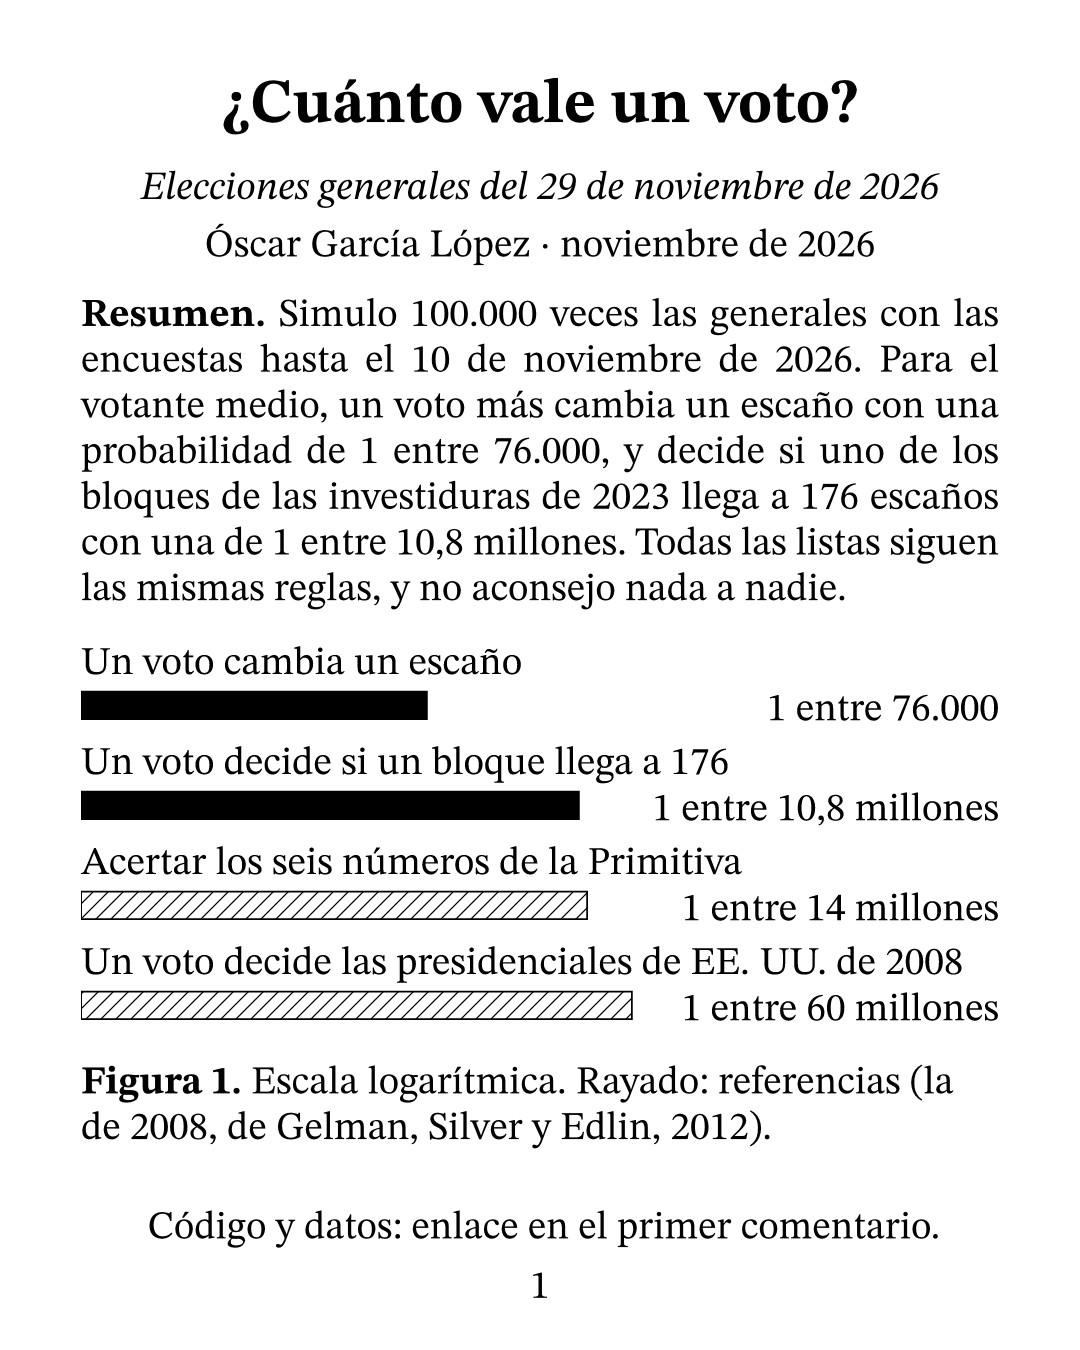 ¿Cuánto vale un voto?
Elecciones generales del 29 de noviembre de 2026
Óscar García López · noviembre de 2026
Resumen. Simulo 100.000 veces las generales con las
encuestas hasta el 10 de noviembre de 2026. Para el
votante medio, un voto más cambia un escaño con una
probabilidad de 1 entre 76.000, y decide si uno de los
bloques de las investiduras de 2023 llega a 176 escaños
con una de 1 entre 10,8 millones. Todas las listas siguen
las mismas reglas, y no aconsejo nada a nadie.
Un voto cambia un escaño
1 entre 76.000
Un voto decide si un bloque llega a 176
1 entre 10,8 millones
Acertar los seis números de la Primitiva
1 entre 14 millones
Un voto decide las presidenciales de EE. UU. de 2008
1 entre 60 millones
Figura 1. Escala logarítmica. Rayado: referencias (la
de 2008, de Gelman, Silver y Edlin, 2012).
Código y datos: enlace en el primer comentario.
1